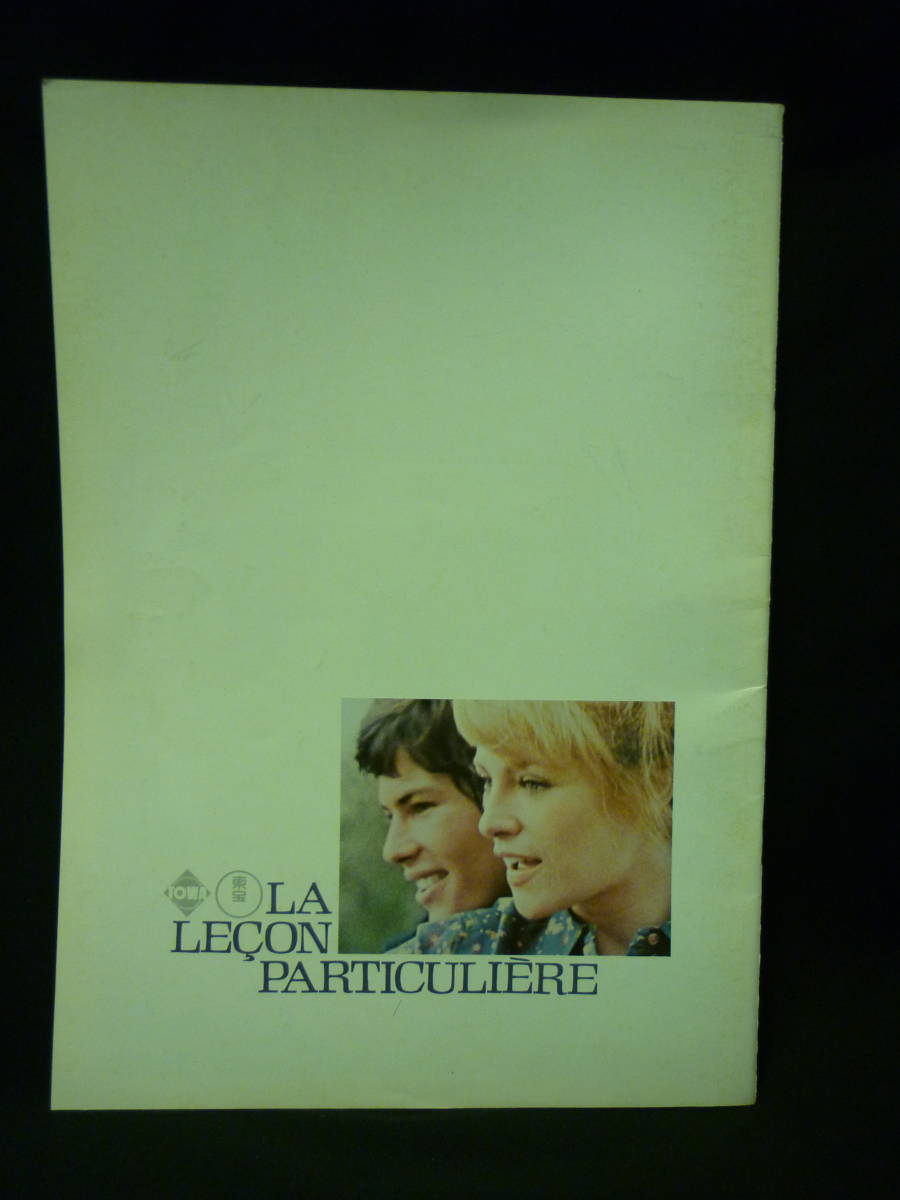 TOWA 東宝 LA
LEÇON
PARTICULIÈRE